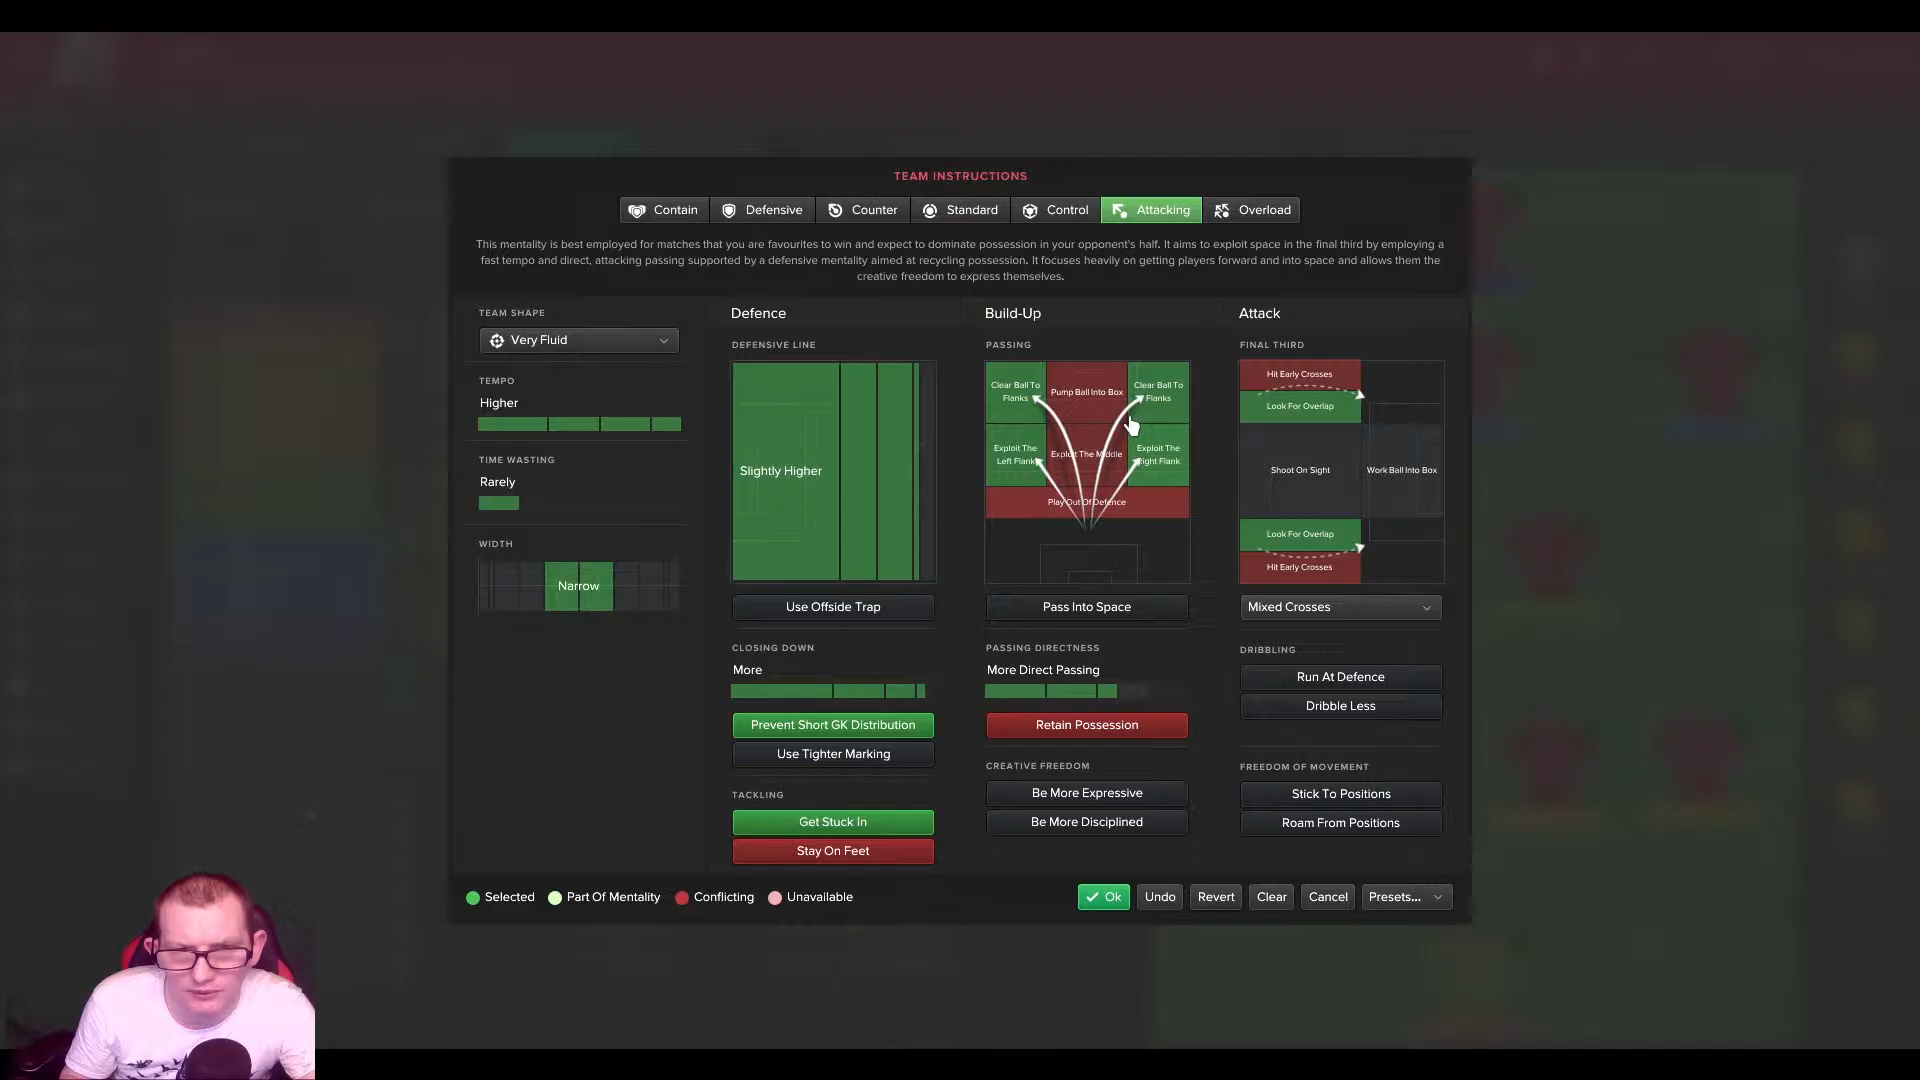 TEAM INSTRUCTIONS
Contain
Defensive
Counter
Standard
Control
Attacking
Overload
This mentality is best employed for matches that you are favourites to win and expect to dominate possession in your opponent's half. It aims to exploit space in the final third by employing a
fast tempo and direct, attacking passing supported by a defensive mentality aimed at recycling possession. It focuses heavily on getting players forward and into space and allows them the
creative freedom to express themselves.
TEAM SHAPE
Very Fluid
TEMPO
Higher
TIME WASTING
Rarely
WIDTH
Narrow
Defence
DEFENSIVE LINE
Slightly Higher
Use Offside Trap
CLOSING DOWN
More
Prevent Short GK Distribution
Use Tighter Marking
TACKLING
Get Stuck In
Stay On Feet
Build-Up
PASSING
Clear Ball To
Flanks
Pump Ball Into Box
Clear Ball To
Flanks
Exploit The
Left Flank
Exploit The Middle
Exploit The
Right Flank
Play Out Of Defence
Pass Into Space
PASSING DIRECTNESS
More Direct Passing
Retain Possession
CREATIVE FREEDOM
Be More Expressive
Be More Disciplined
Attack
FINAL THIRD
Hit Early Crosses
Look For Overlap
Shoot On Sight
Work Ball Into Box
Look For Overlap
Hit Early Crosses
Mixed Crosses
DRIBBLING
Run At Defence
Dribble Less
FREEDOM OF MOVEMENT
Stick To Positions
Roam From Positions
Selected
Part Of Mentality
Conflicting
Unavailable
Ok
Undo
Revert
Clear
Cancel
Presets...